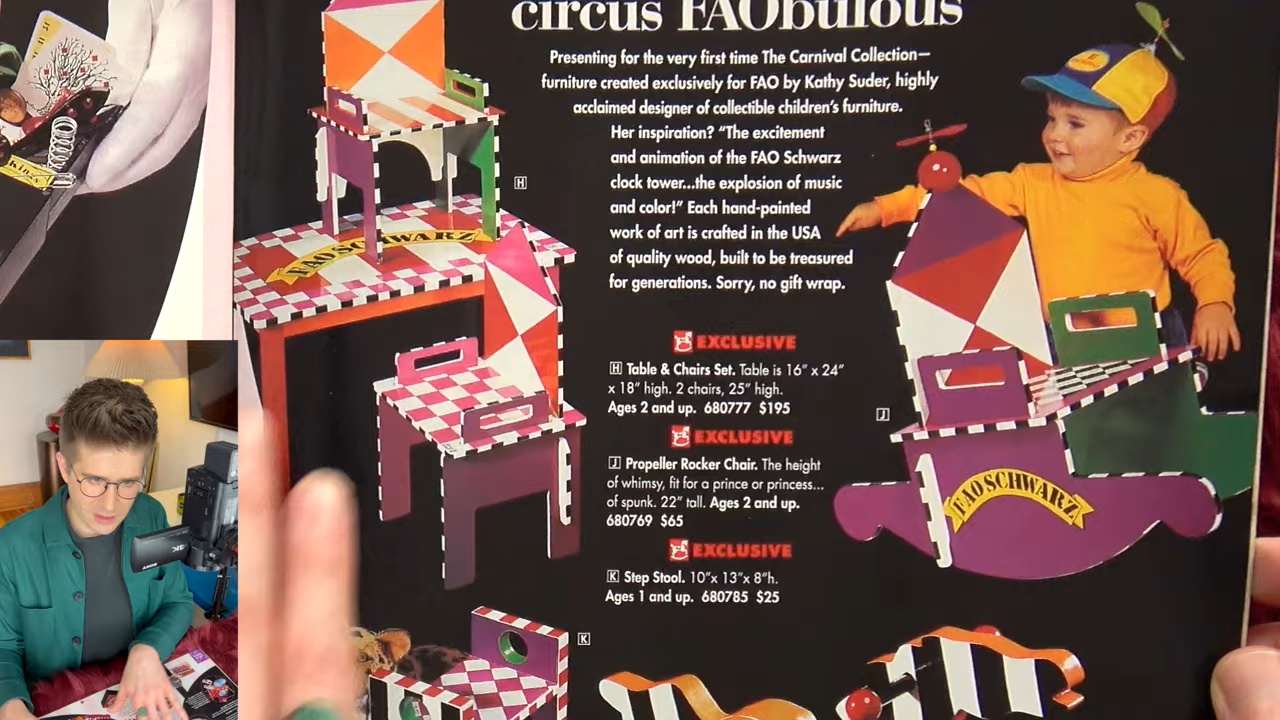 circus FAObulous
Presenting for the very first time The Carnival Collection—
furniture created exclusively for FAO by Kathy Suder, highly
acclaimed designer of collectible children's furniture.
Her inspiration? "The excitement
and animation of the FAO Schwarz
clock tower...the explosion of music
and color!" Each hand-painted
work of art is crafted in the USA
of quality wood, built to be treasured
for generations. Sorry, no gift wrap.
H
FAO SCHWARZ
EXCLUSIVE
H Table & Chairs Set. Table is 16" x 24"
x 18" high. 2 chairs, 25" high.
Ages 2 and up. 680777 $195
J
EXCLUSIVE
J Propeller Rocker Chair. The height
of whimsy, fit for a prince or princess...
of spunk. 22" tall. Ages 2 and up.
680769 $65
FAO SCHWARZ
EXCLUSIVE
K Step Stool. 10"x 13"x 8"h.
Ages 1 and up. 680785 $25
K